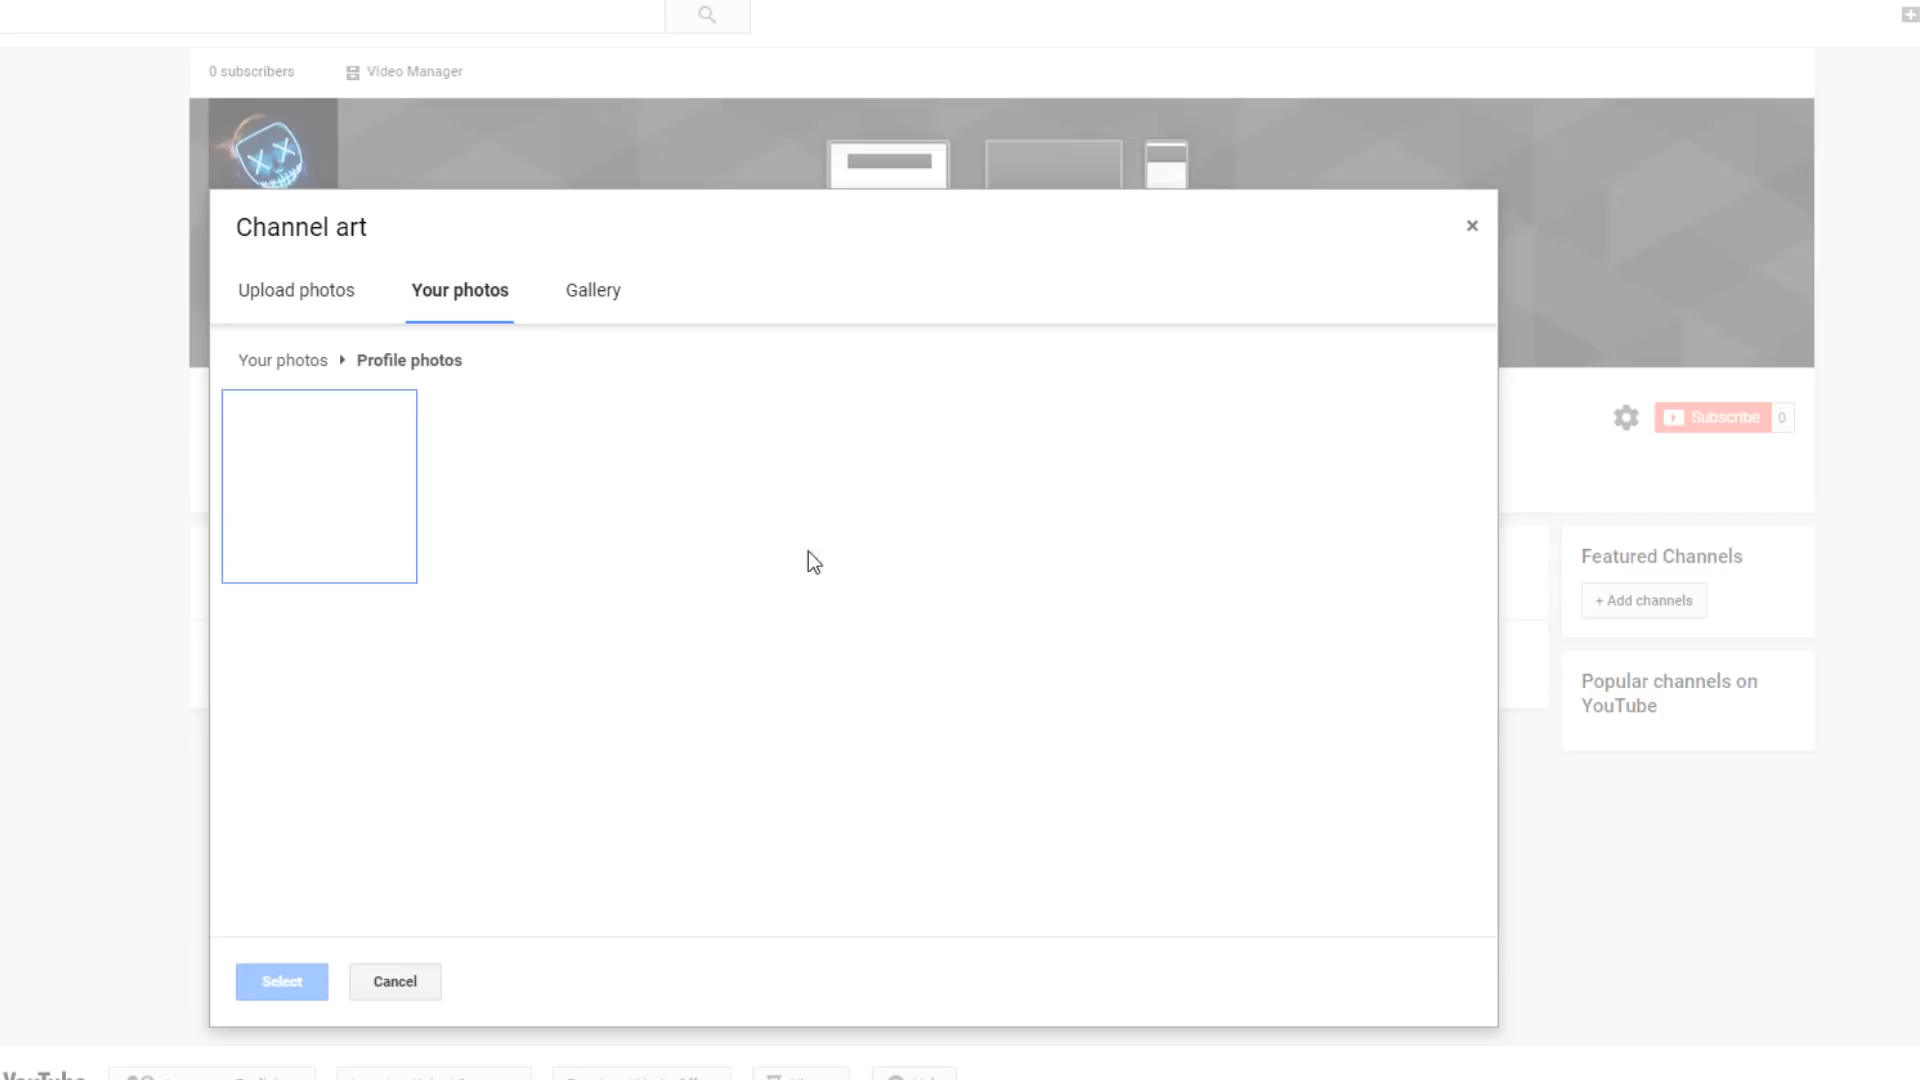 0 subscribers
Video Manager
Channel art
×
Upload photos
Your photos
Gallery
Your photos
Profile photos
Subscribe
0
Featured Channels
+ Add channels
Popular channels on
YouTube
Select
Cancel
YouTube